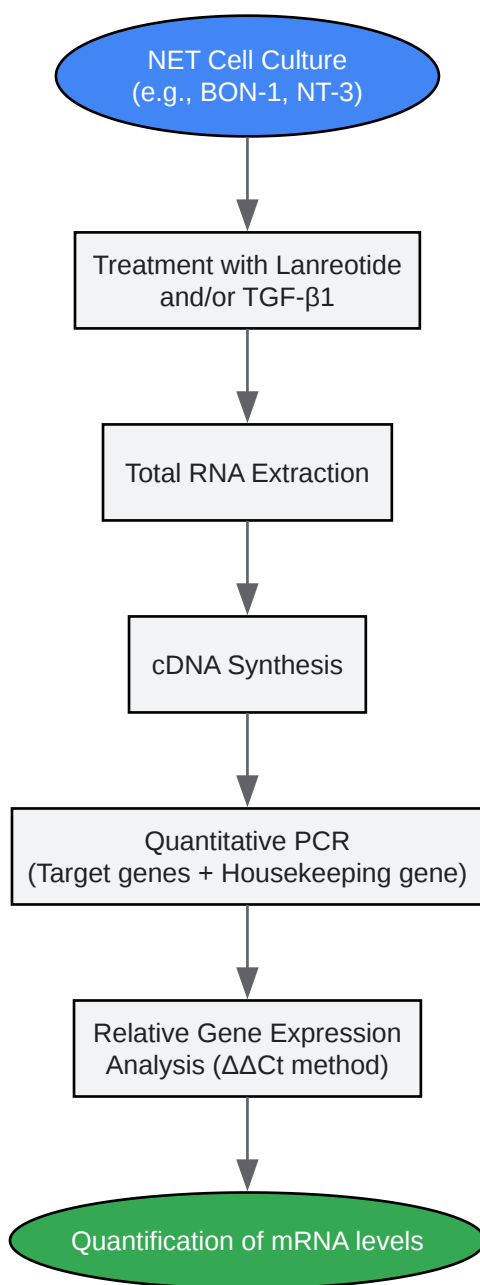 NET Cell Culture
(e.g., BON-1, NT-3)
Treatment with Lanreotide
and/or TGF-β1
Total RNA Extraction
cDNA Synthesis
Quantitative PCR
(Target genes + Housekeeping gene)
Relative Gene Expression
Analysis (ΔΔCt method)
Quantification of mRNA levels